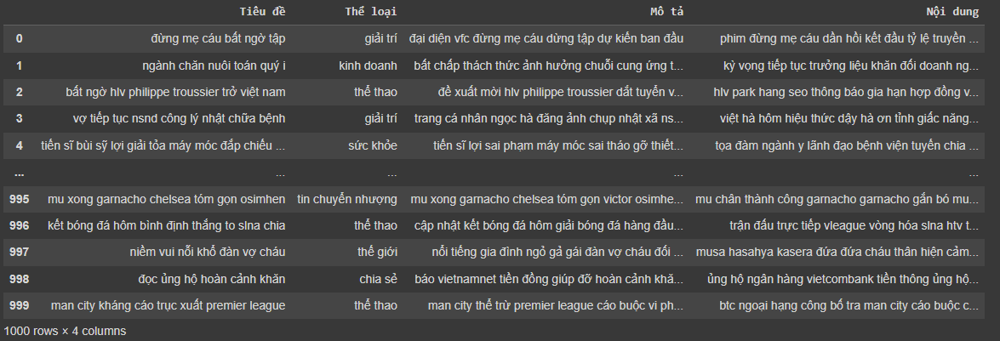 Tiêu đề Thể loại Mô tả Nội dung
0 đừng mẹ cáu bất ngờ tập giải trí đại diện vfc đừng mẹ cáu dừng tập dự kiến ban đầu phim đừng mẹ cáu dần hồi kết đầu tỷ lệ truyền ...
1 ngành chăn nuôi toán quý i kinh doanh bất chấp thách thức ảnh hưởng chuỗi cung ứng t... kỳ vọng tiếp tục trưởng liệu khăn đối doanh ng...
2 bất ngờ hlv philippe troussier trở việt nam thể thao đề xuất mời hlv philippe troussier dắt tuyển v... hlv park hang seo thông báo gia hạn hợp đồng v...
3 vợ tiếp tục nsnd công lý nhật chữa bệnh giải trí trang cá nhân ngọc hà đăng ảnh chụp nhật xã ns... việt hà hôm hiệu thức dậy hà ơn tỉnh giấc năng...
4 tiến sĩ bùi sỹ lợi giải tỏa máy móc đắp chiếu ... sức khỏe tiến sĩ lợi sai phạm máy móc sai tháo gỡ thiết... tọa đàm ngành y lãnh đạo bệnh viện tuyến chia ...
... ... ... ... ...
995 mu xong garnacho chelsea tóm gọn osimhen tin chuyển nhượng mu xong garnacho chelsea tóm gọn victor osimhe... mu chân thành công garnacho garnacho gắn bó mu...
996 kết bóng đá hôm bình định thắng to slna chia thể thao cập nhật kết bóng đá hôm giải bóng đá hàng đầu... trận đấu trực tiếp vleague vòng hóa slna htv t...
997 niềm vui nỗi khổ đàn vợ cháu thế giới nổi tiếng gia đình ngỏ gả gái đàn vợ cháu đối ... musa hasahya kasera đứa đứa cháu thân hiện cảm...
998 đọc ủng hộ hoàn cảnh khăn chia sẻ báo vietnamnet tiền đồng giúp đỡ hoàn cảnh khă... ủng hộ ngân hàng vietcombank tiền thông ủng hộ...
999 man city kháng cáo trục xuất premier league thể thao man city thể trừ premier league cáo buộc vi ph... btc ngoại hạng công bố tra man city cáo buộc c...
1000 rows × 4 columns